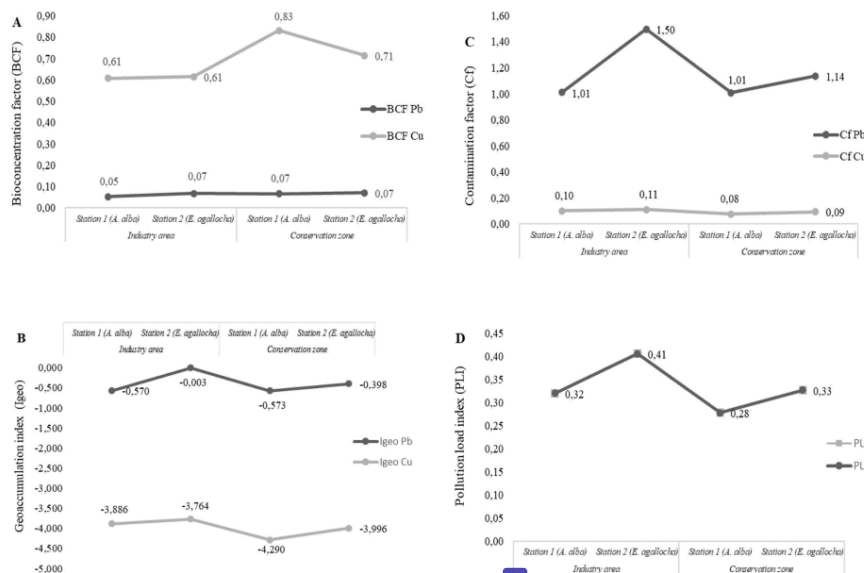 A
Bioconcentration factor (BCF)
0,90
0,80
0,70
0,60
0,50
0,40
0,30
0,20
0,10
0,00
0,61
0,61
0,83
0,71
0,05
0,07
0,07
0,07
BCF Pb
BCF Cu
Station 1 (A. alba) Station 2 (E. agallocha) Station 1 (A. alba) Station 2 (E. agallocha)
Industry area Conservation zone
C
Contamination factor (Cf)
1,60
1,40
1,20
1,00
0,80
0,60
0,40
0,20
0,00
1,01
1,50
1,01
1,14
0,10
0,11
0,08
0,09
Cf Pb
Cf Cu
Station 1 (A. alba) Station 2 (E. agallocha) Station 1 (A. alba) Station 2 (E. agallocha)
Industry area Conservation zone
B
Station 1 (A. alba) Station 2 (E. agallocha) Station 1 (A. alba) Station 2 (E. agallocha)
Industry area Conservation zone
Geoaccumulation index (Igeo)
0,000
-0,500
-1,000
-1,500
-2,000
-2,500
-3,000
-3,500
-4,000
-4,500
-5,000
-0,570
-0,003
-0,573
-0,398
-3,886
-3,764
-4,290
-3,996
Igeo Pb
Igeo Cu
D
Pollution load index (PLI)
0,45
0,40
0,35
0,30
0,25
0,20
0,15
0,10
0,05
0,00
0,32
0,41
0,28
0,33
PL
PL
Station 1 (A. alba) Station 2 (E. agallocha) Station 1 (A. alba) Station 2 (E. agallocha)
Industry area Conservation zone